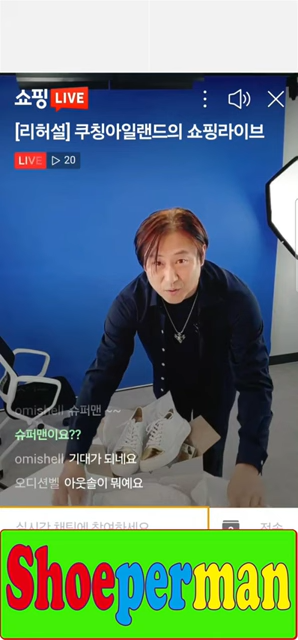 쇼핑 LIVE
[리허설] 쿠칭아일랜드의 쇼핑라이브
LIVE ▷ 20
omishell 슈퍼맨 ~~
슈퍼맨이요??
omishell 기대가 되네요
오디션벨 아웃솔이 뭐예요
실시간 채팅에 참여하세요
전송
Shoeperman